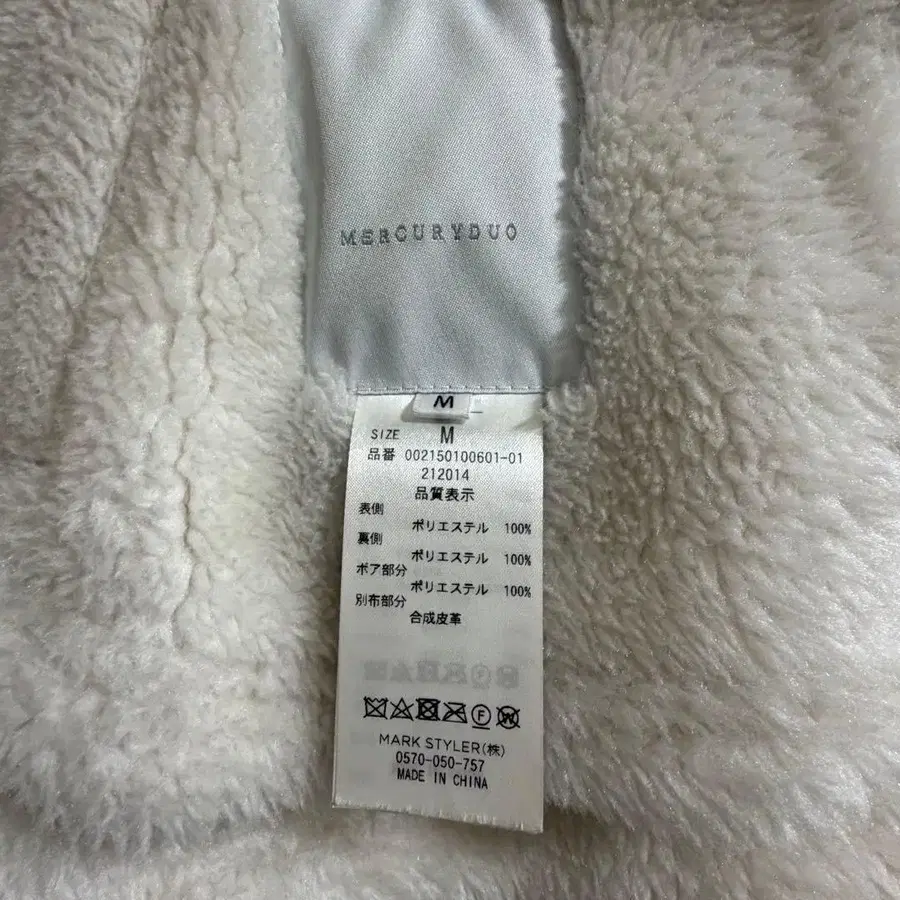 MERCURYDUO
M
SIZE M
品番 002150100601-01
212014
品質表示
表側
ポリエステル 100%
裏側
ポリエステル 100%
ボア部分
ポリエステル 100%
別布部分
合成皮革
MARK STYLER(株)
0570-050-757
MADE IN CHINA